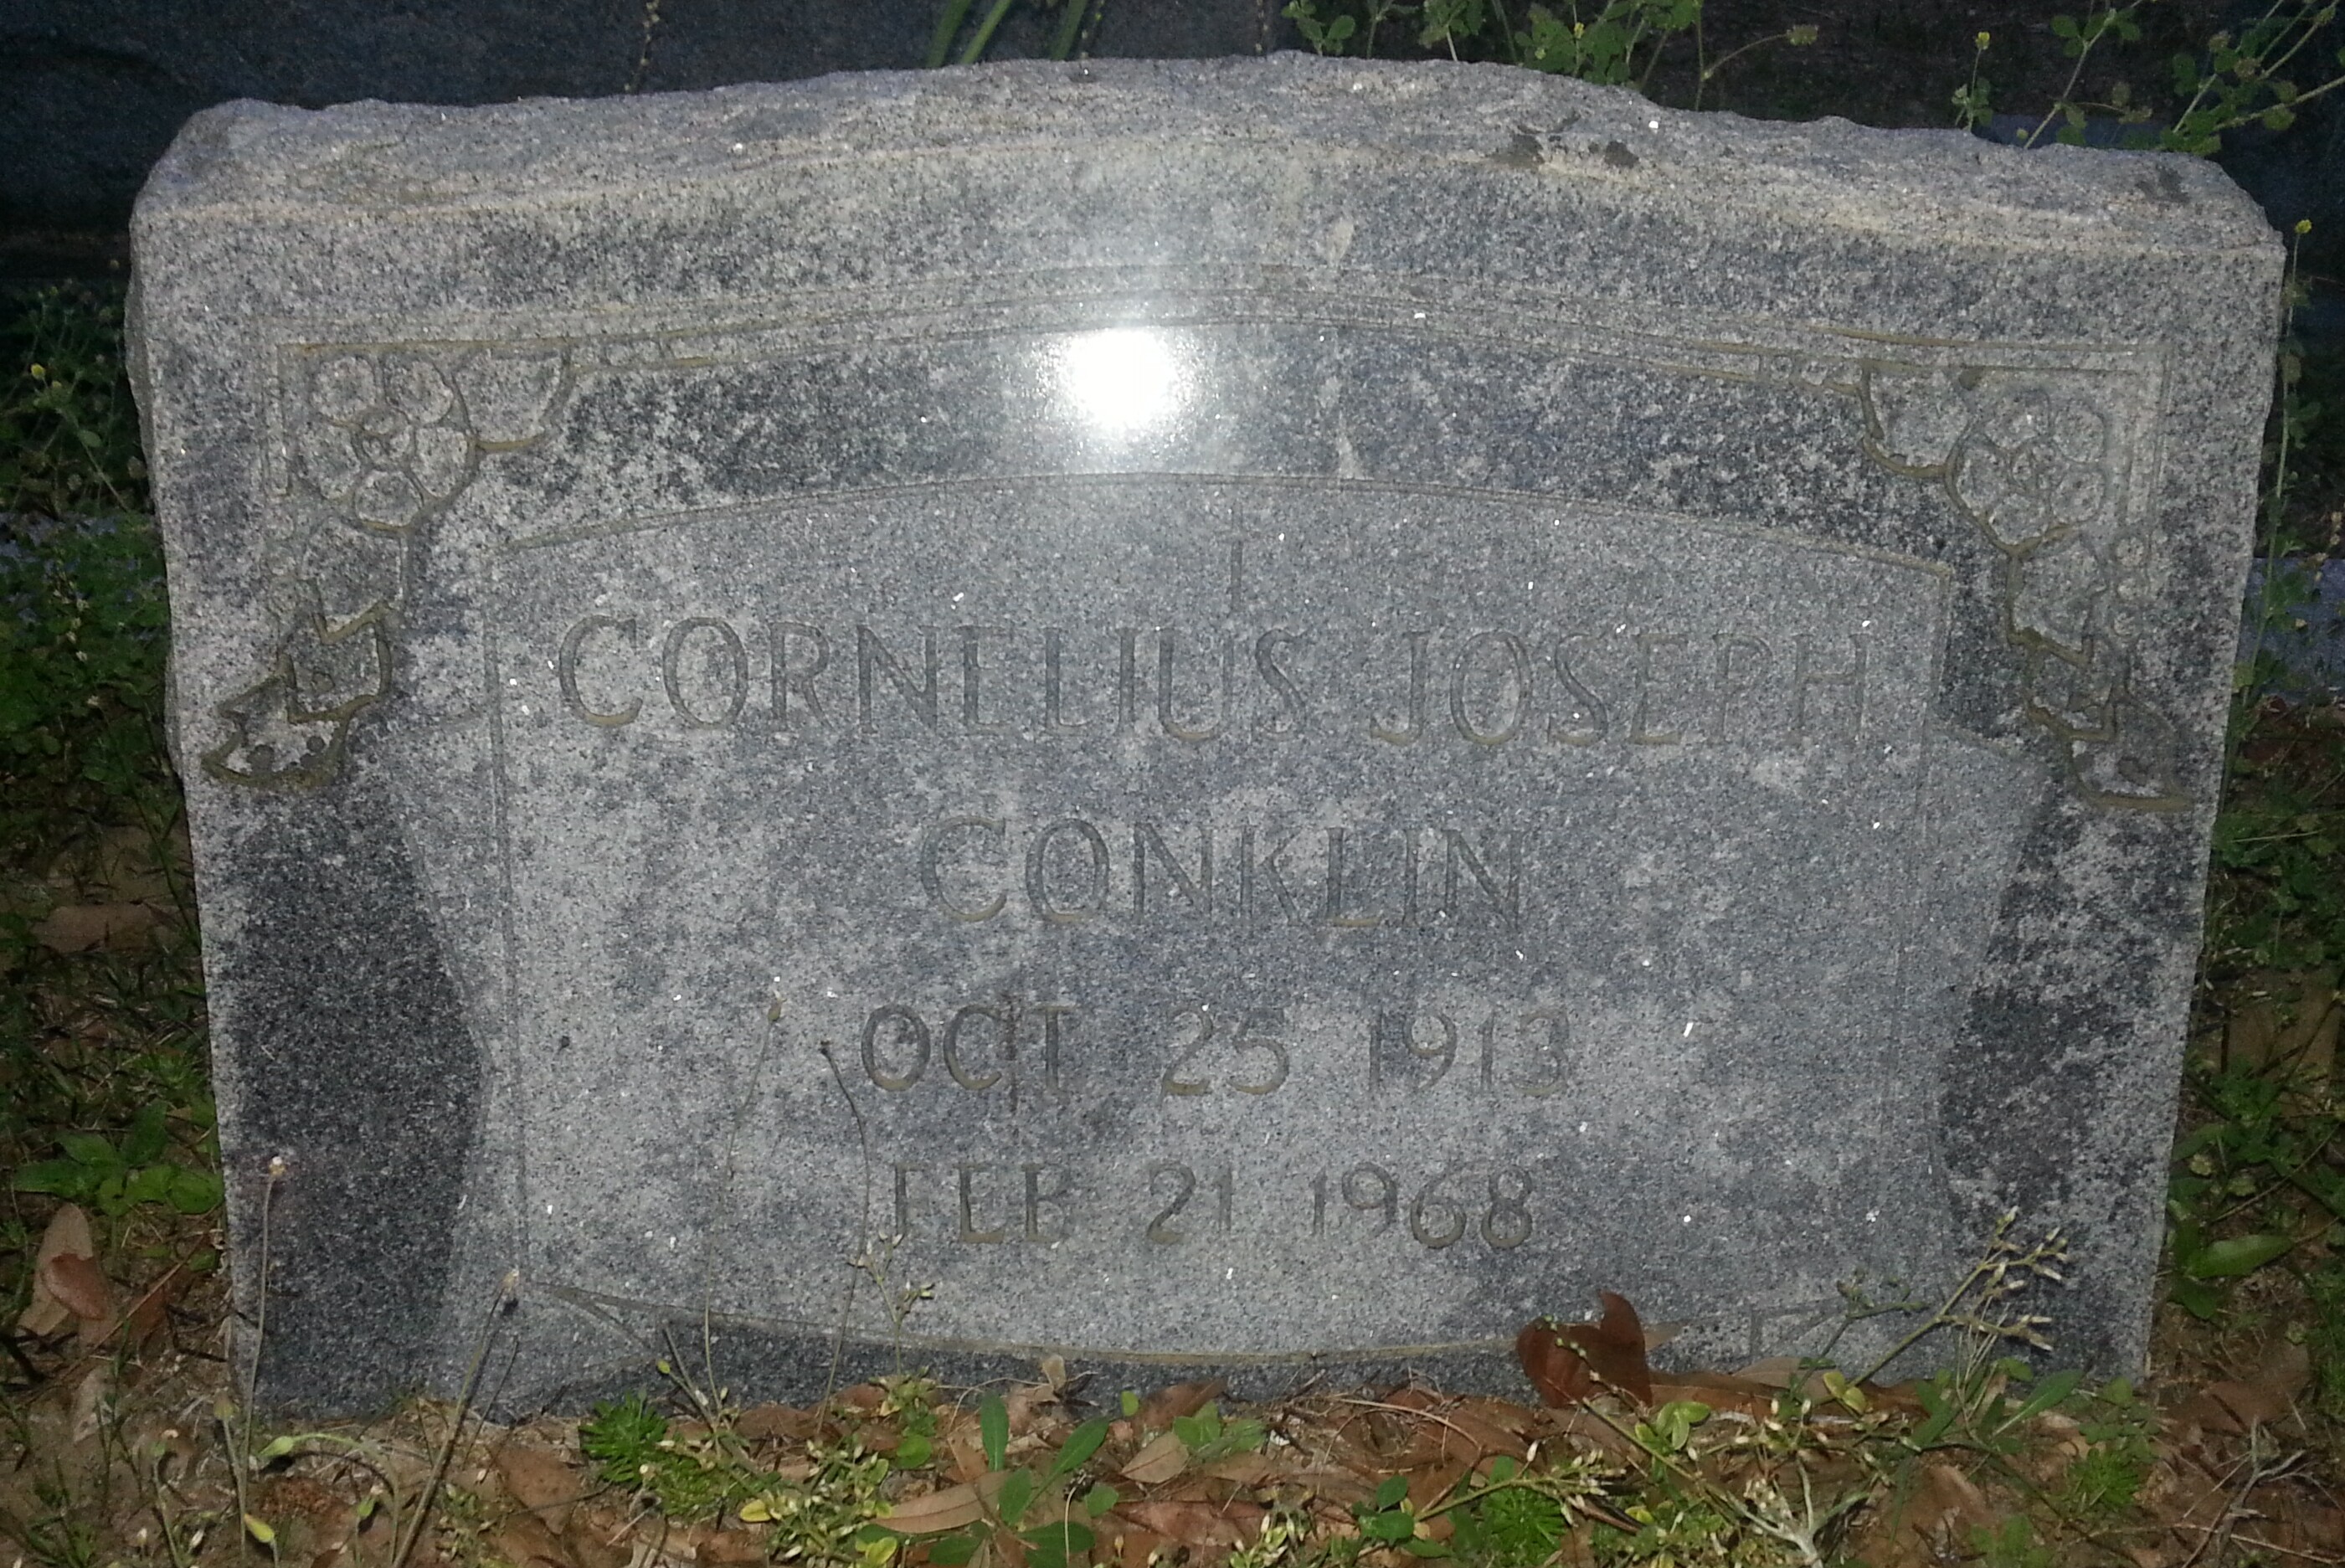 CORNELIUS JOSEPH
CONKLIN
OCT 25 1913
FEB 21 1968